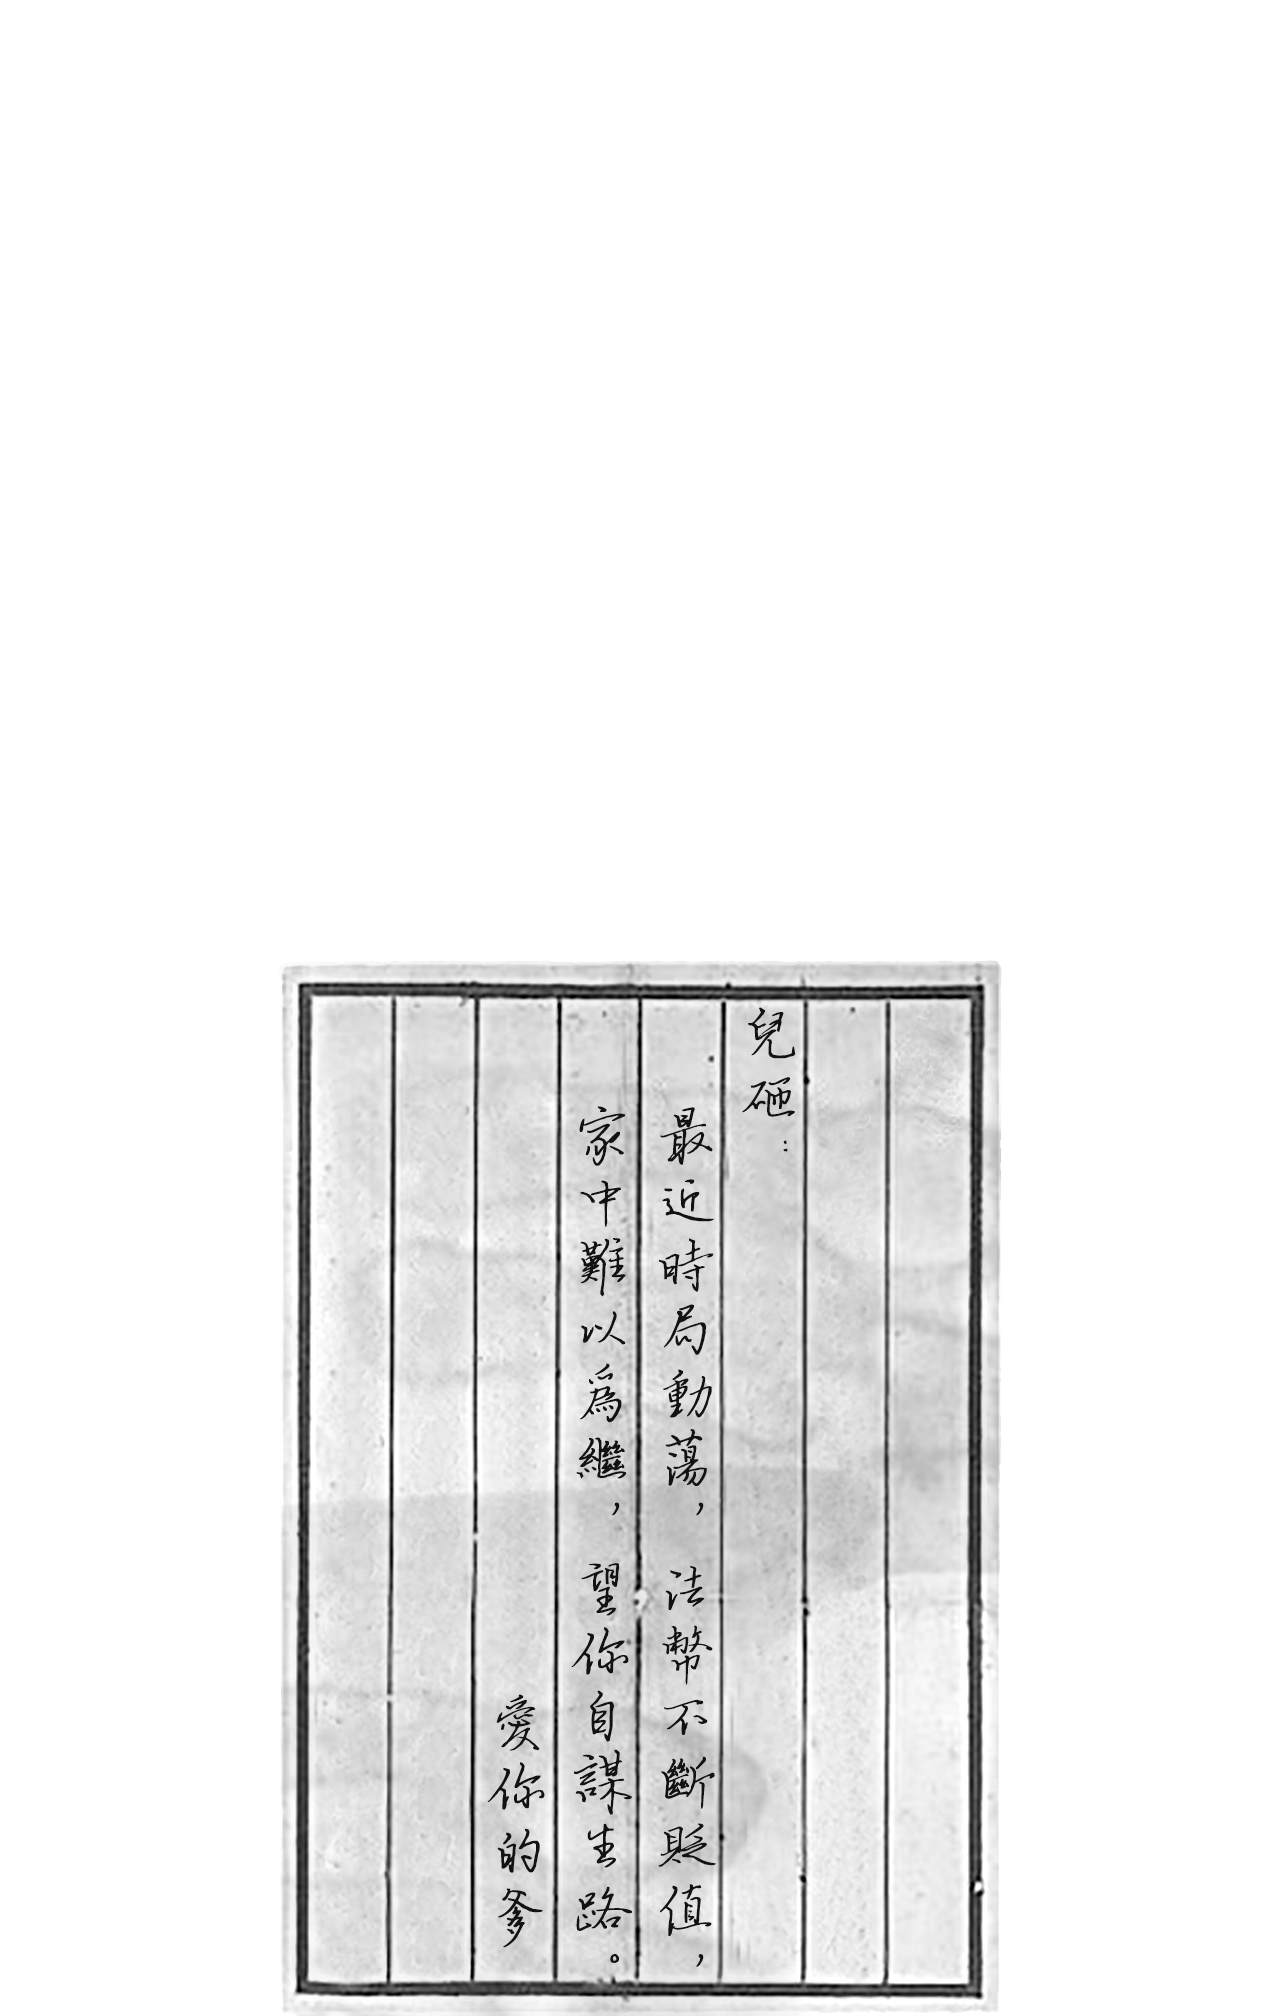 兒砸：
最近時局動蕩，法幣不斷貶值，
家中難以為繼，望你自謀生路。
愛你的爹